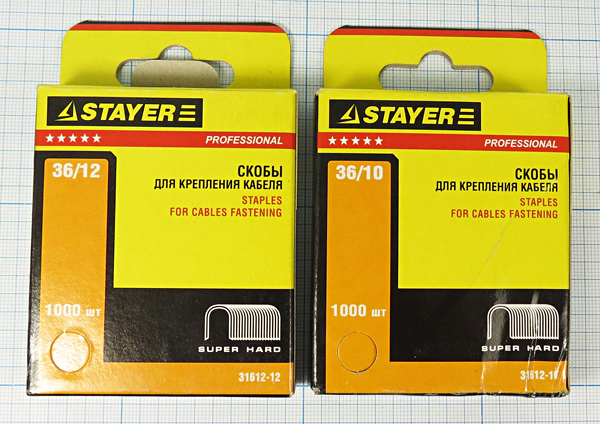 STAYER
PROFESSIONAL
36/12
СКОБЫ
ДЛЯ КРЕПЛЕНИЯ КАБЕЛЯ
STAPLES
FOR CABLES FASTENING
1000 шт
SUPER HARD
31612-12
STAYER
PROFESSIONAL
36/10
СКОБЫ
ДЛЯ КРЕПЛЕНИЯ КАБЕЛЯ
STAPLES
FOR CABLES FASTENING
1000 шт
SUPER HARD